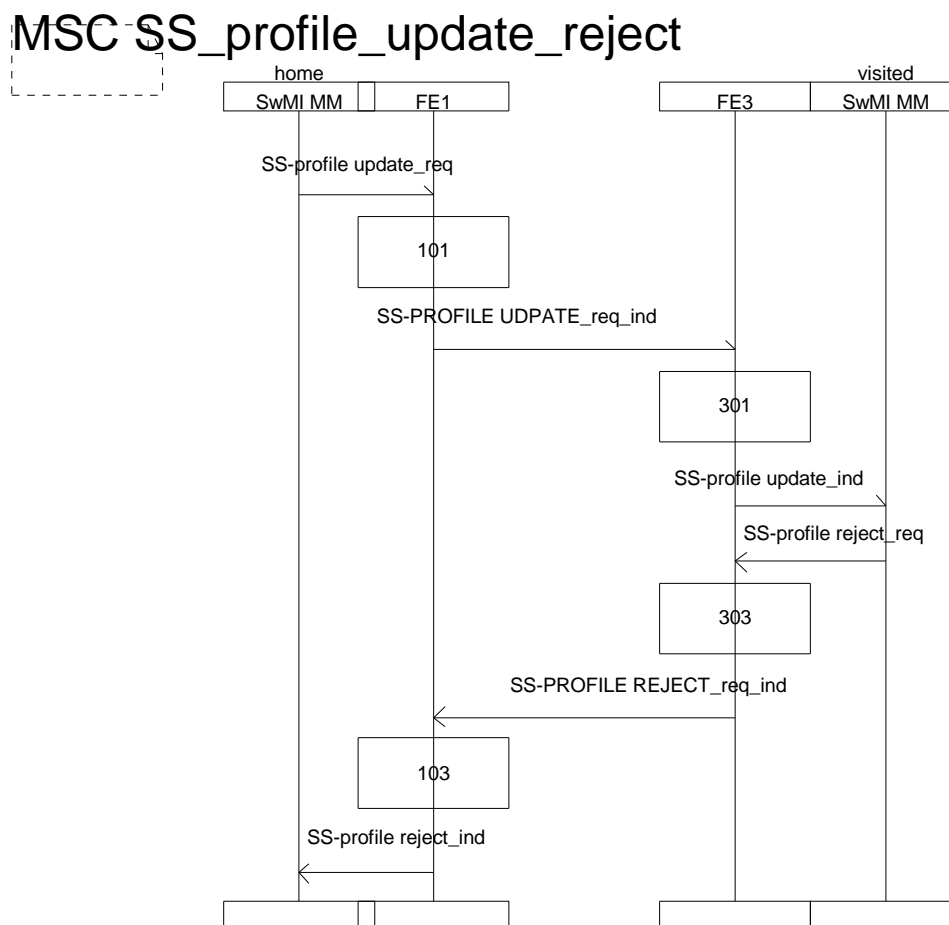 MSC SS_profile_update_reject
home
visited
SwMI MM
FE1
FE3
SwMI MM
SS-profile update_req
101
SS-PROFILE UDPATE_req_ind
301
SS-profile update_ind
SS-profile reject_req
303
SS-PROFILE REJECT_req_ind
103
SS-profile reject_ind